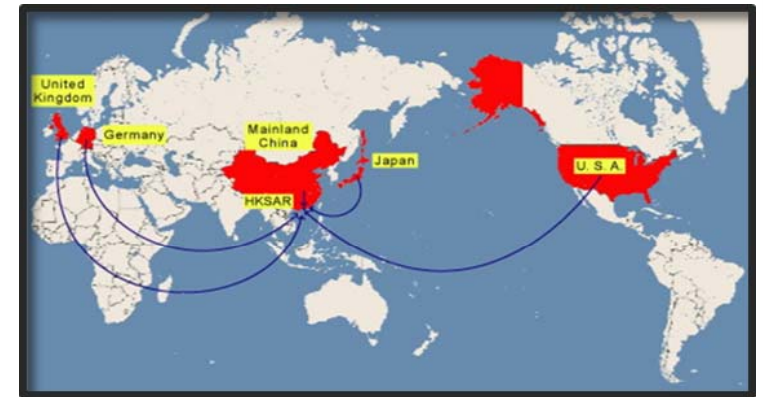 United
Kingdom
Germany
Mainland
China
Japan
HKSAR
U. S. A.